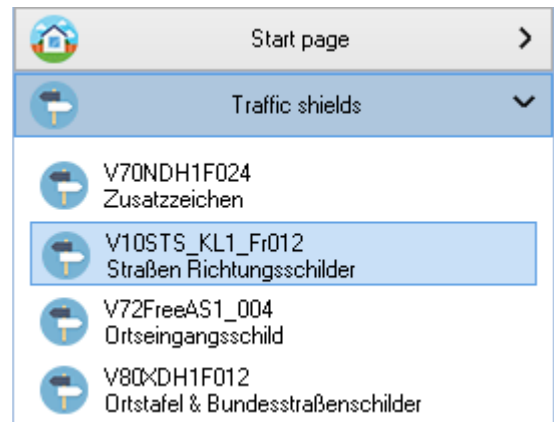 Start page
Traffic shields
V70NDH1F024
Zusatzzeichen
V10STS_KL1_Fr012
Straßen Richtungsschilder
V72FreeAS1_004
Ortseingangsschild
V80XDH1F012
Ortstafel & Bundesstraßenschilder